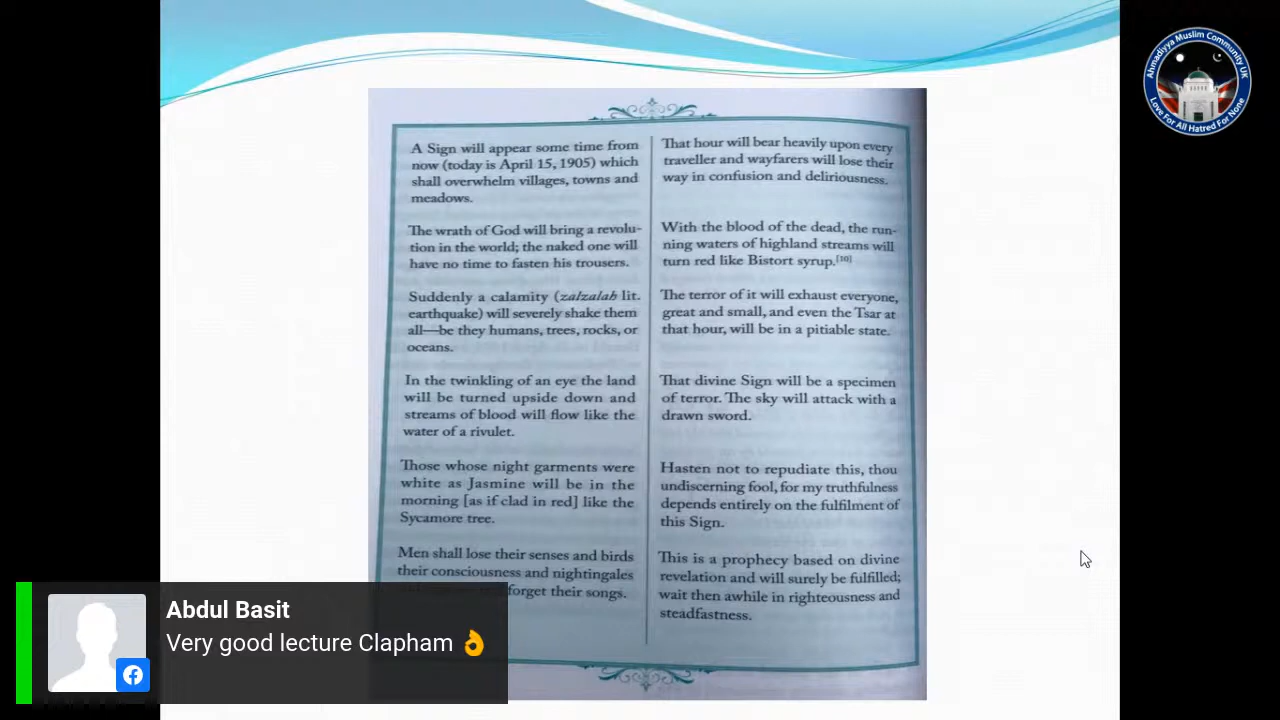 A Sign will appear some time from
now (today is April 15, 1905) which
shall overwhelm villages, towns and
meadows.
The wrath of God will bring a revolu-
tion in the world; the naked one will
have no time to fasten his trousers.
Suddenly a calamity (zalzalah lit.
earthquake) will severely shake them
all—be they humans, trees, rocks, or
oceans.
In the twinkling of an eye the land
will be turned upside down and
streams of blood will flow like the
water of a rivulet.
Those whose night garments were
white as Jasmine will be in the
morning [as if clad in red] like the
Sycamore tree.
Men shall lose their senses and birds
their consciousness and nightingales
forget their songs.
That hour will bear heavily upon every
traveller and wayfarers will lose their
way in confusion and deliriousness.
With the blood of the dead, the run-
ning waters of highland streams will
turn red like Bistort syrup.[10]
The terror of it will exhaust everyone,
great and small, and even the Tsar at
that hour, will be in a pitiable state.
That divine Sign will be a specimen
of terror. The sky will attack with a
drawn sword.
Hasten not to repudiate this, thou
undiscerning fool, for my truthfulness
depends entirely on the fulfilment of
this Sign.
This is a prophecy based on divine
revelation and will surely be fulfilled;
wait then awhile in righteousness and
steadfastness.
Abdul Basit
Very good lecture Clapham 👌
Ahmadiyya Muslim Community UK
Love For All Hatred For None